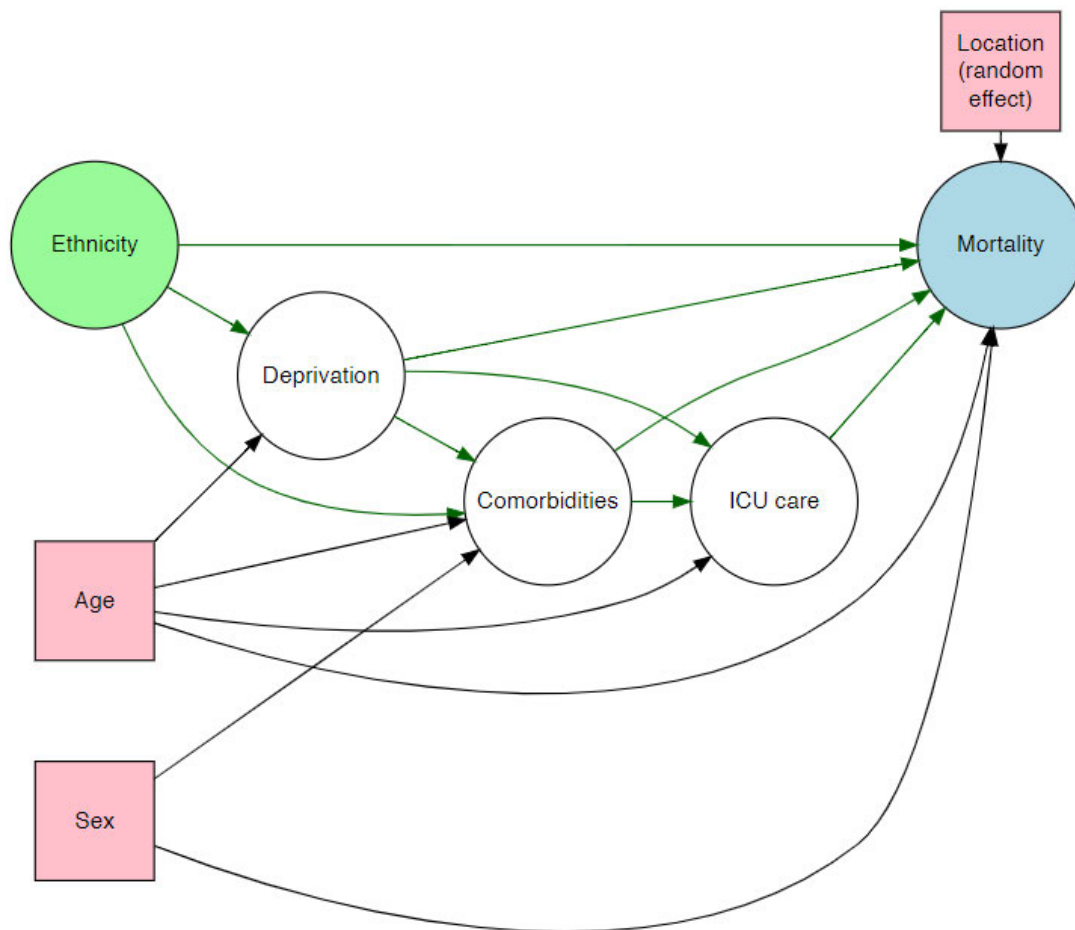 Location
(random
effect)
Ethnicity
Mortality
Deprivation
Comorbidities
ICU care
Age
Sex